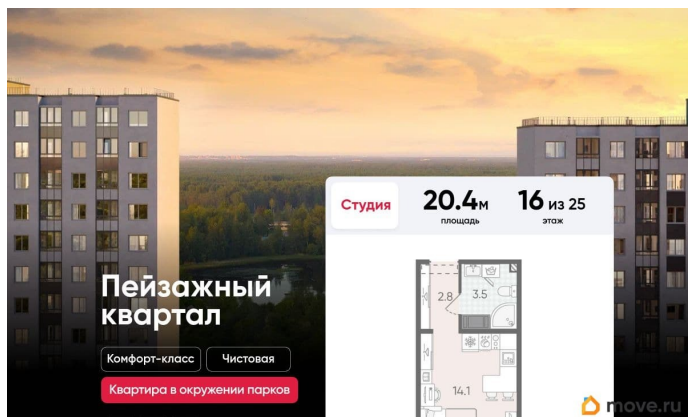 Студия
20.4м
площадь
16 из 25
этаж
Пейзажный
квартал
Комфорт-класс
Чистовая
Квартира в окружении парков
2.8
3.5
14.1
move.ru